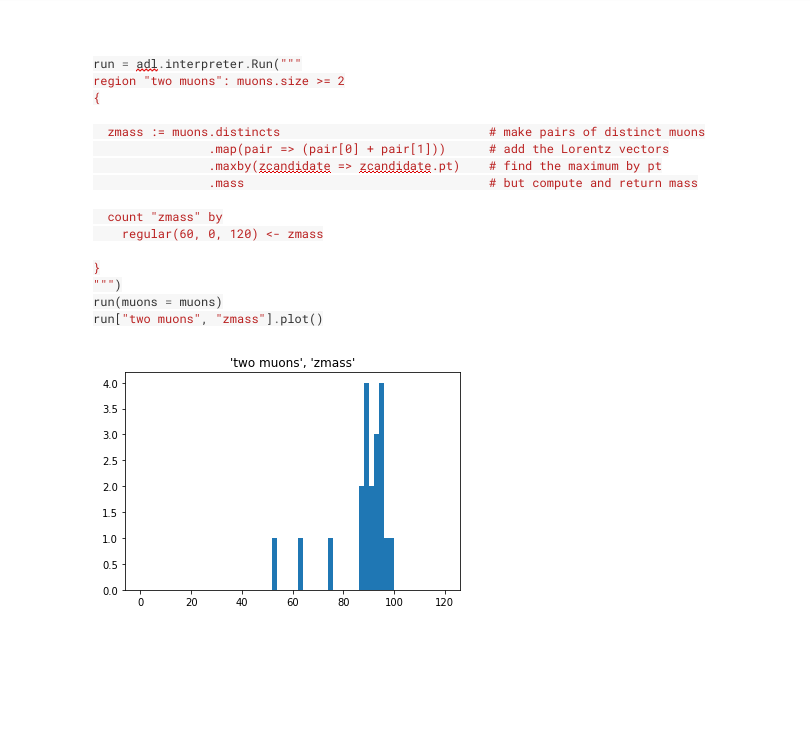 run = adl.interpreter.Run("""
region "two muons": muons.size >= 2
{
zmass := muons.distincts # make pairs of distinct muons
.map(pair => (pair[0] + pair[1])) # add the Lorentz vectors
.maxby(zcandidate => zcandidate.pt) # find the maximum by pt
.mass # but compute and return mass
count "zmass" by
regular(60, 0, 120) <- zmass
}
""")
run(muons = muons)
run["two muons", "zmass"].plot()
'two muons', 'zmass'
4.0
3.5
3.0
2.5
2.0
1.5
1.0
0.5
0.0
0 20 40 60 80 100 120